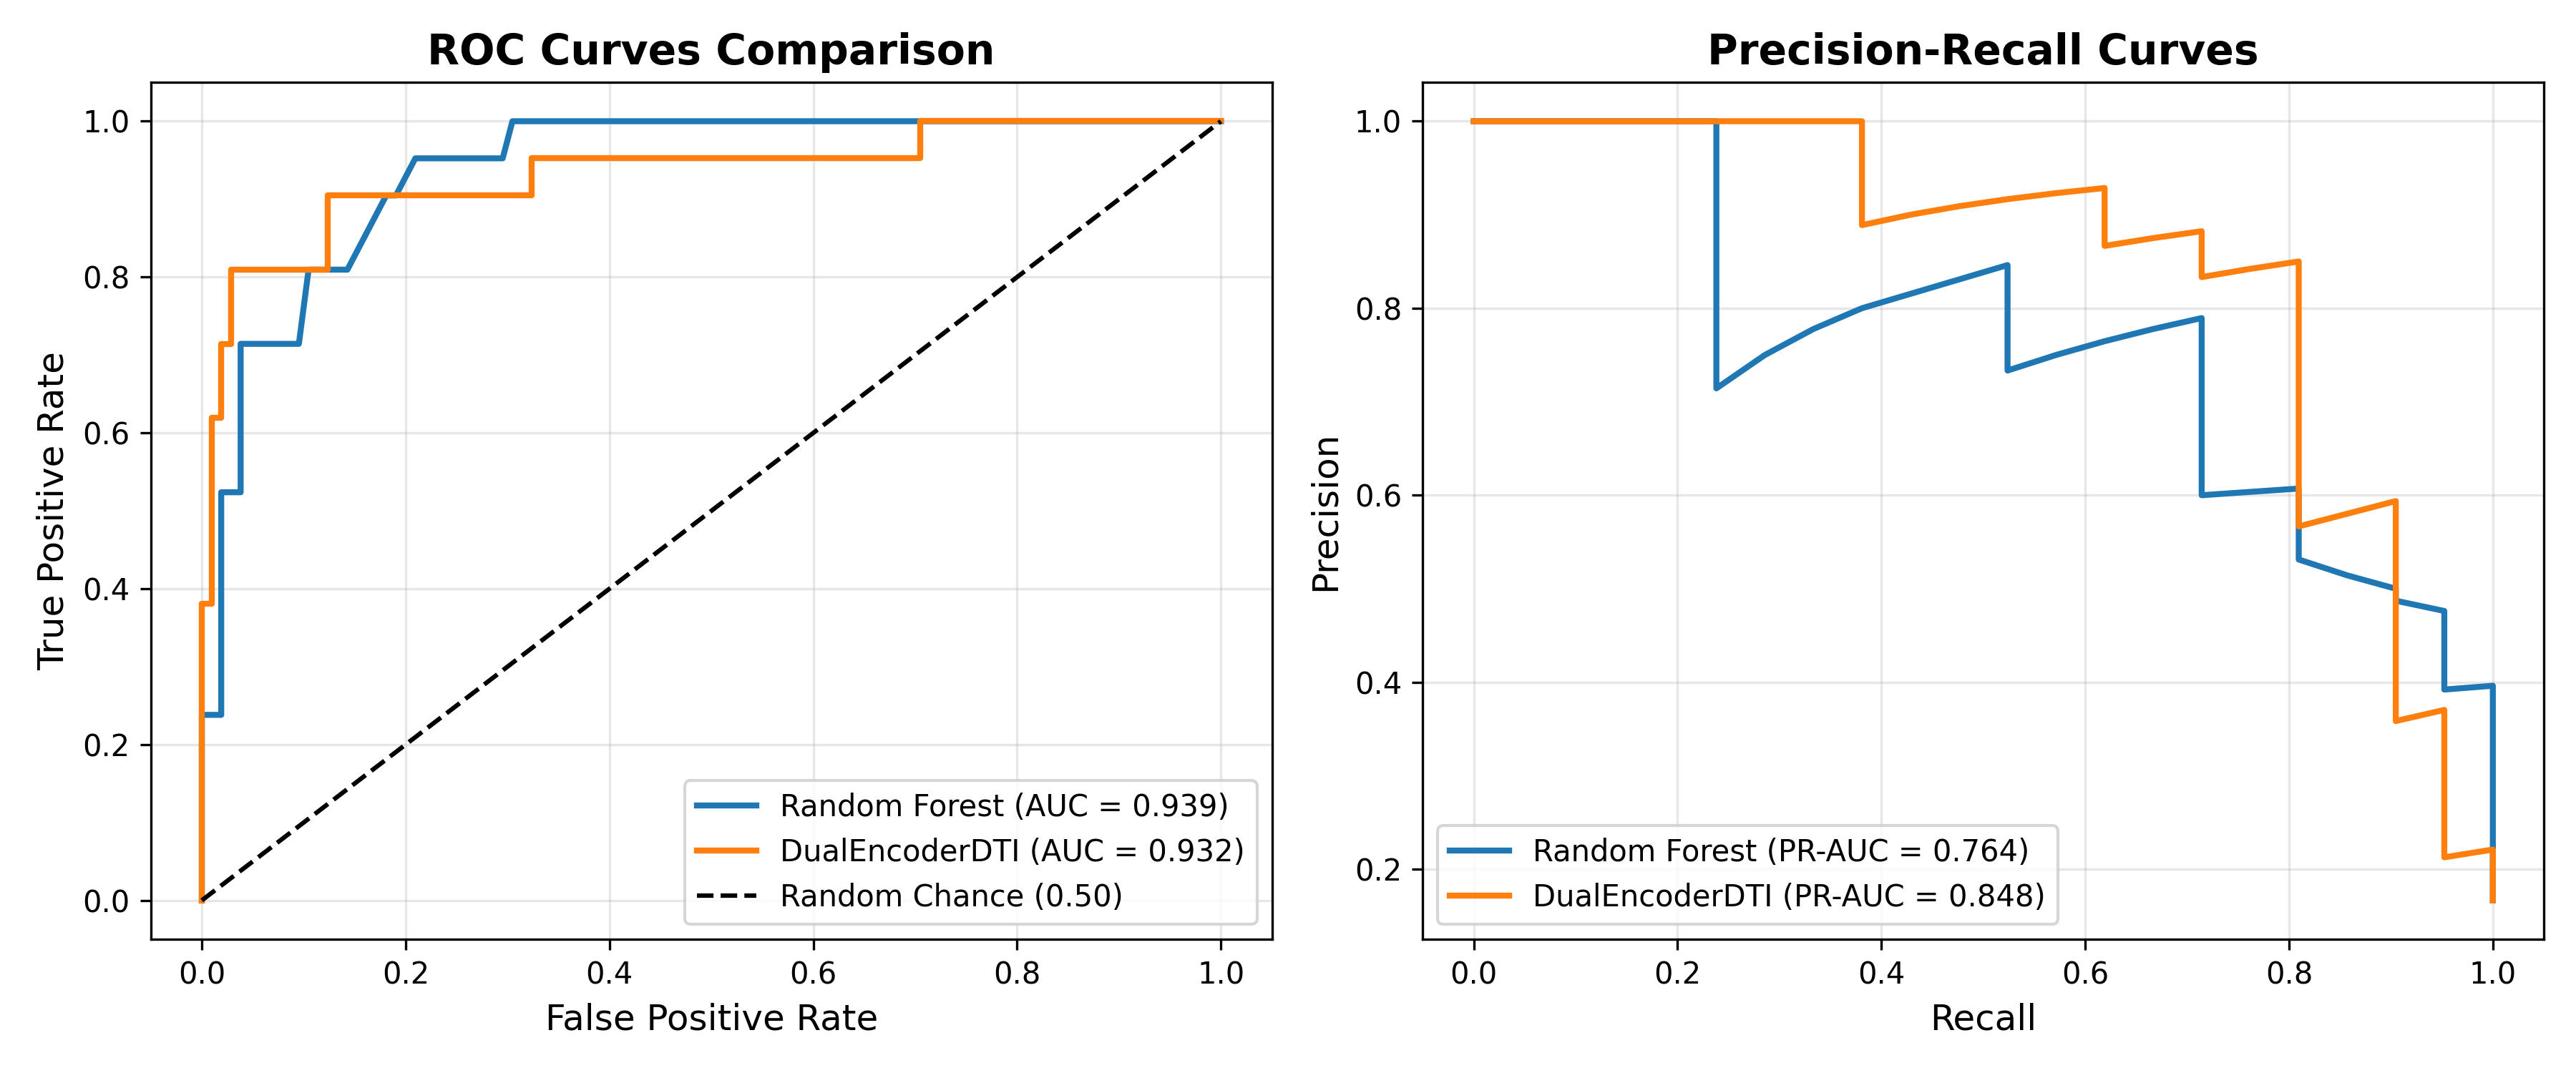 ROC Curves Comparison
True Positive Rate
1.0
0.8
0.6
0.4
0.2
0.0
0.0 0.2 0.4 0.6 0.8 1.0
False Positive Rate
Random Forest (AUC = 0.939)
DualEncoderDTI (AUC = 0.932)
Random Chance (0.50)
Precision-Recall Curves
Precision
1.0
0.8
0.6
0.4
0.2
0.0 0.2 0.4 0.6 0.8 1.0
Recall
Random Forest (PR-AUC = 0.764)
DualEncoderDTI (PR-AUC = 0.848)